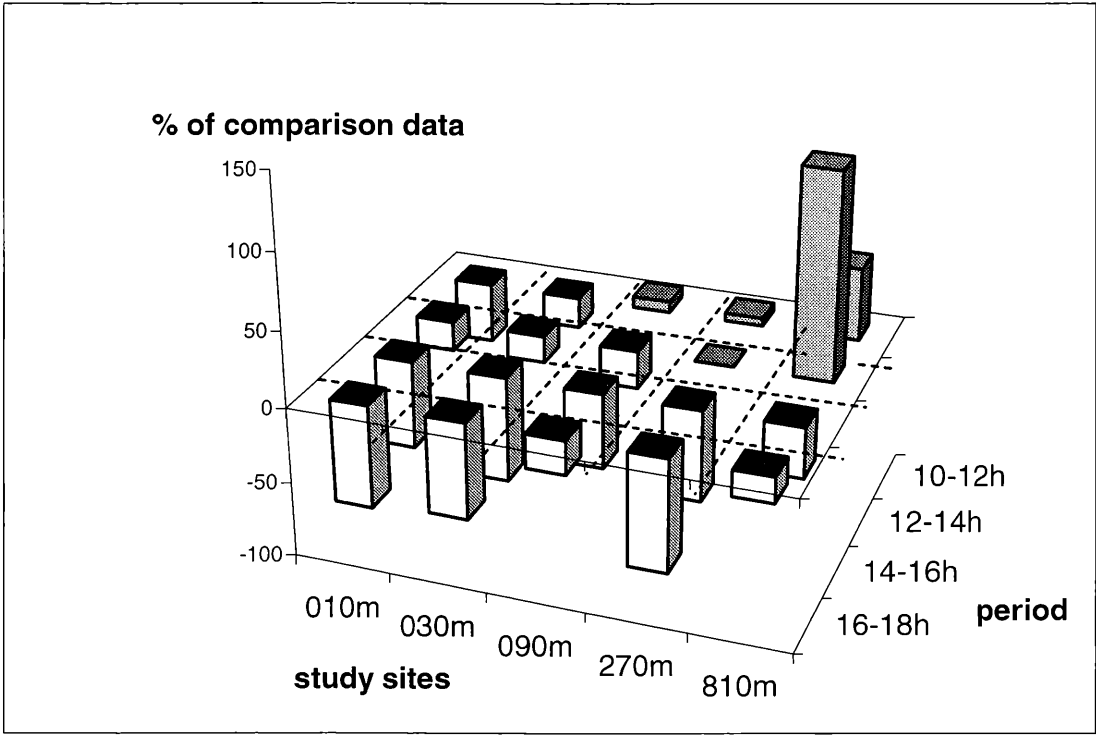 % of comparison data
150
100
50
0
-50
-100
010m
030m
090m
270m
810m
study sites
10-12h
12-14h
14-16h
16-18h
period